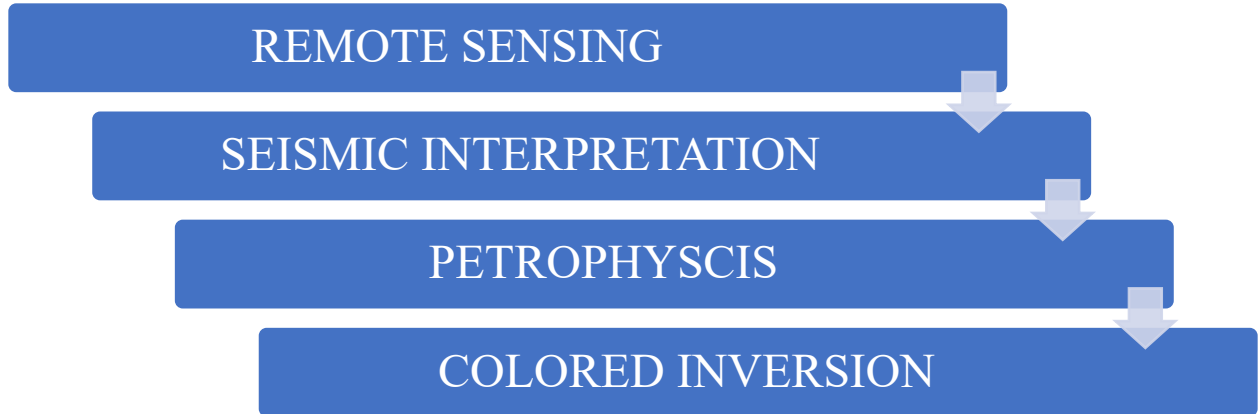 REMOTE SENSING
SEISMIC INTERPRETATION
PETROPHYSCIS
COLORED INVERSION